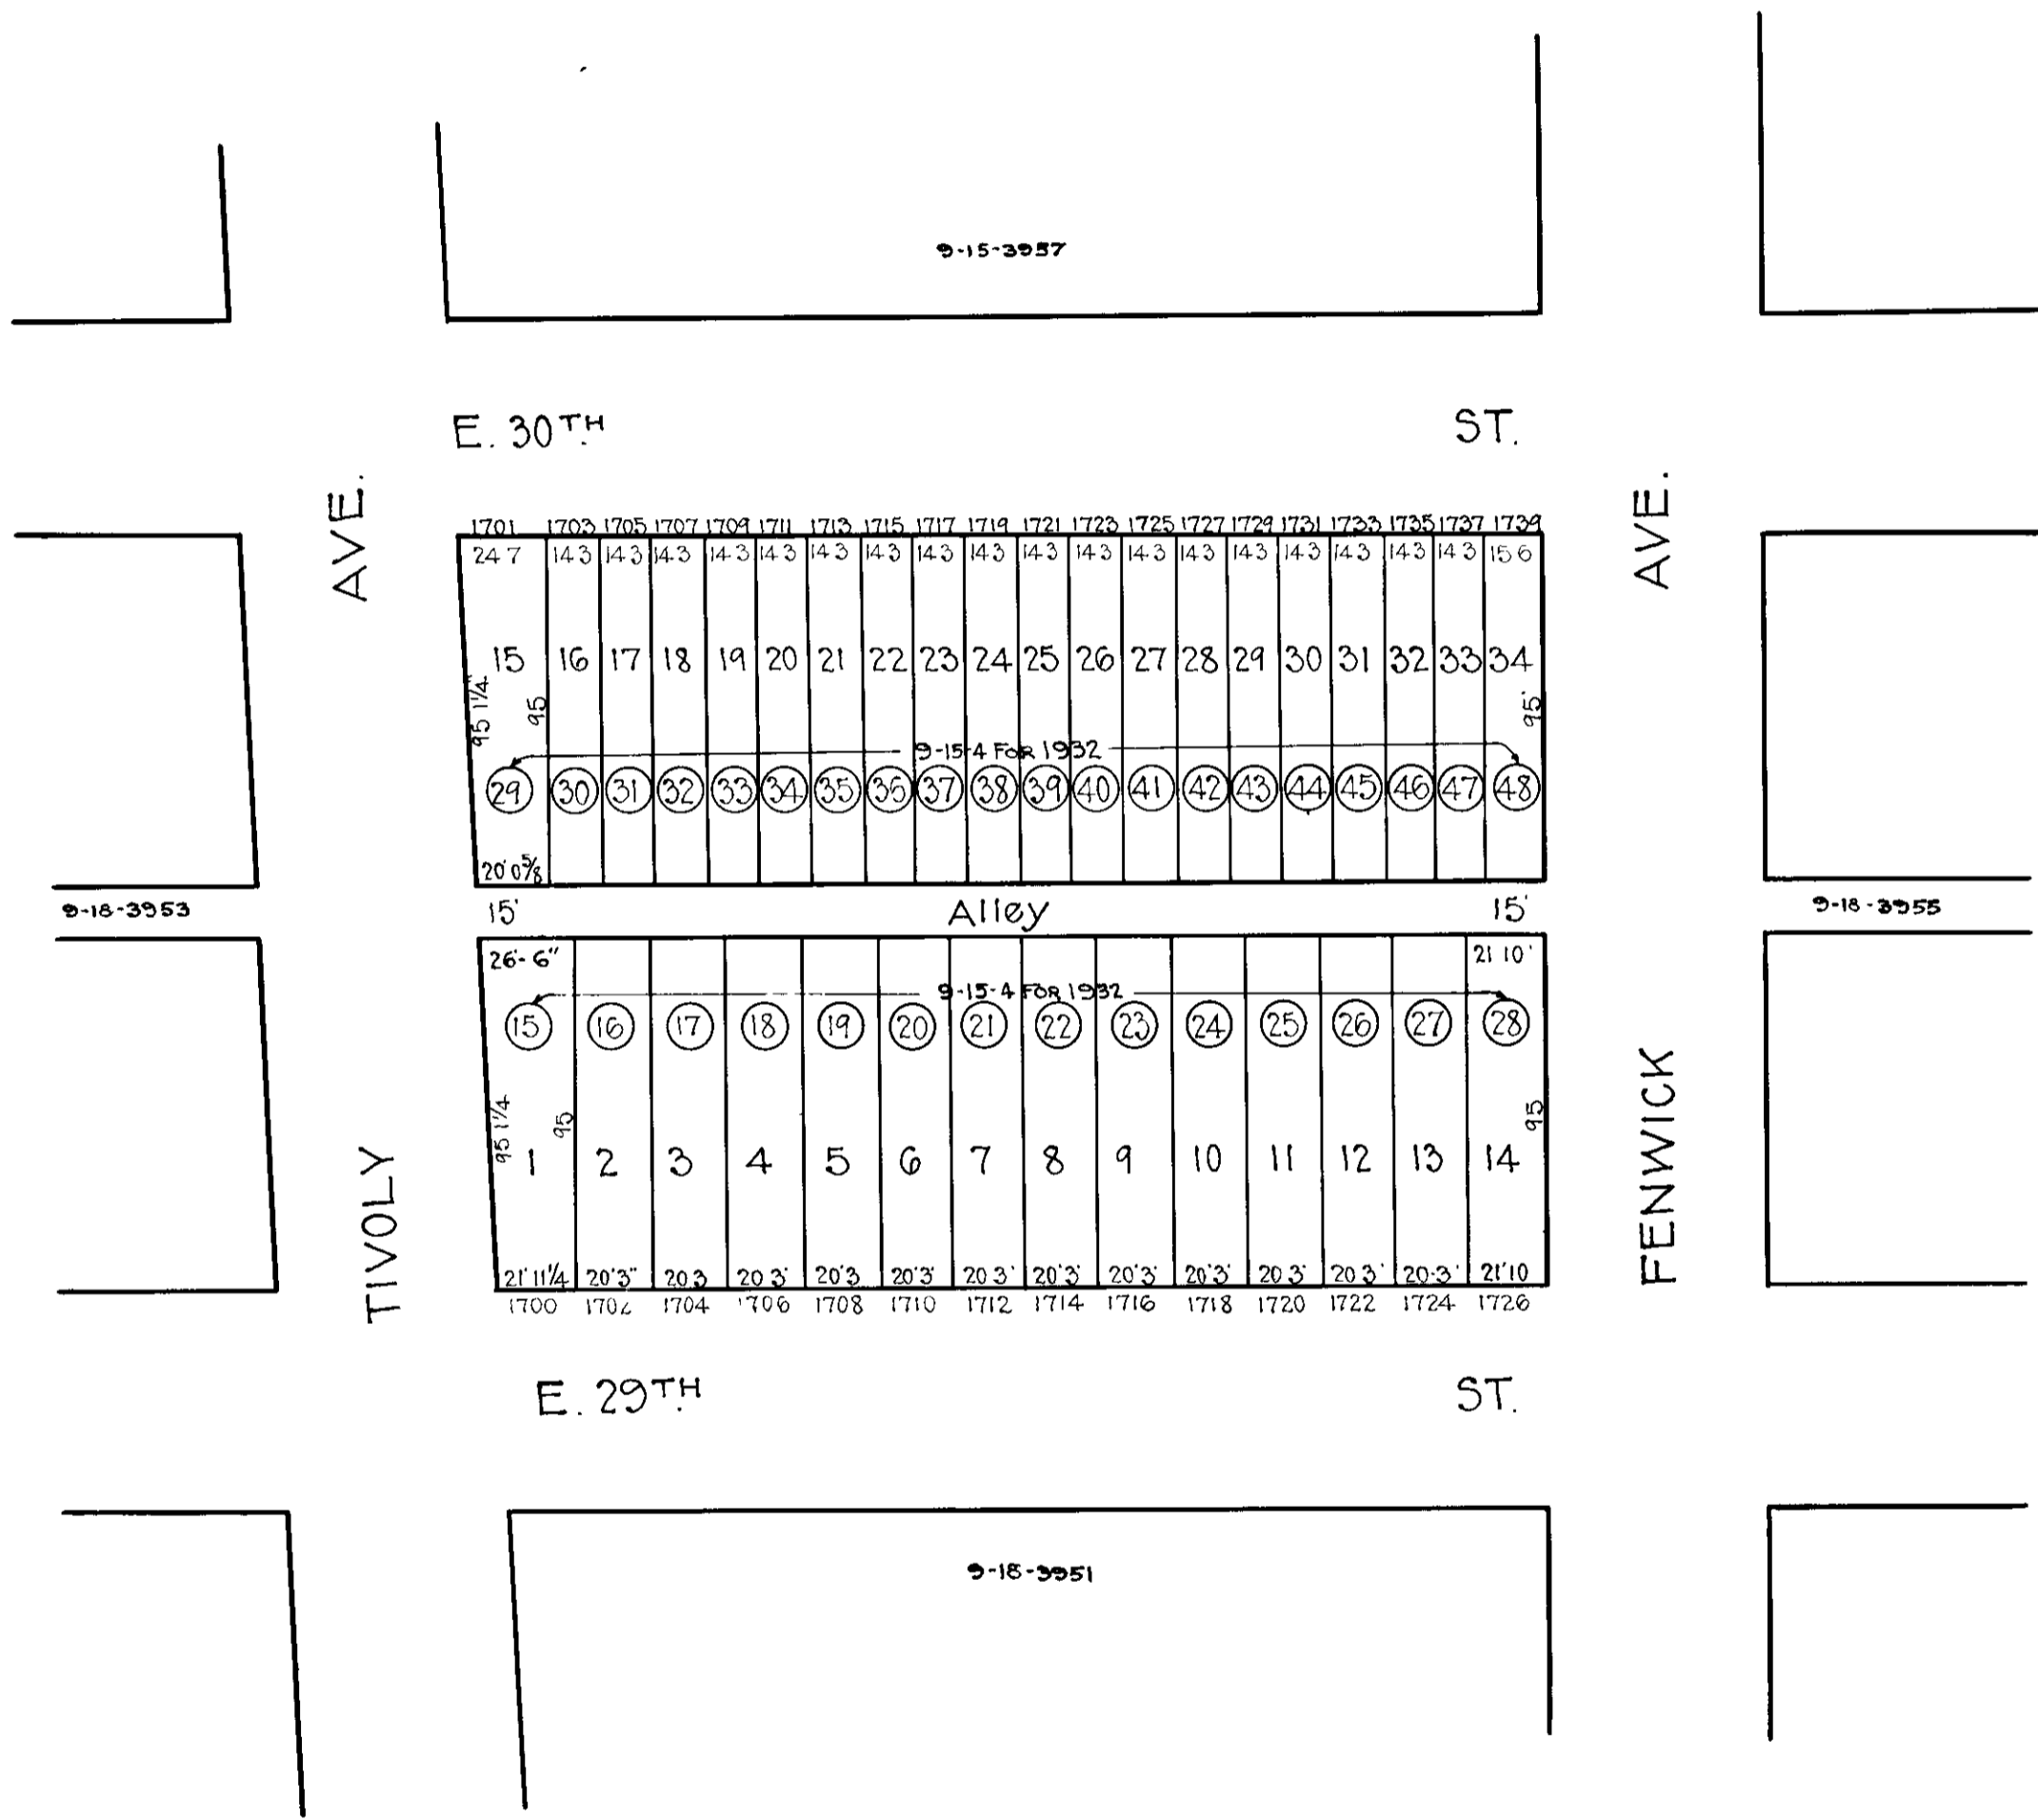 9-15-3957
E. 30TH ST.
AVE. AVE.
1701 1703 1705 1707 1709 1711 1713 1715 1717 1719 1721 1723 1725 1727 1729 1731 1733 1735 1737 1739
24 7 14 3 14 3 14 3 14 3 14 3 14 3 14 3 14 3 14 3 14 3 14 3 14 3 14 3 14 3 14 3 14 3 14 3 14 3 15 6
15 16 17 18 19 20 21 22 23 24 25 26 27 28 29 30 31 32 33 34
95 1¼" 95 95'
9-15-4 FOR 1932
29 30 31 32 33 34 35 36 37 38 39 40 41 42 43 44 45 46 47 48
20'0⅝
9-18-3953 15' Alley 15' 9-18-3955
26'-6" 21 10'
9-15-4 FOR 1932
15 16 17 18 19 20 21 22 23 24 25 26 27 28
95 1¼ 95 95
1 2 3 4 5 6 7 8 9 10 11 12 13 14
TIVOLY FENWICK
21' 11¼ 20'3" 20 3 20 3' 20'3 20'3' 20 3' 20'3' 20'3' 20'3' 20 3' 20 3' 20-3' 21'10
1700 1702 1704 1706 1708 1710 1712 1714 1716 1718 1720 1722 1724 1726
E. 29TH ST.
9-18-3951